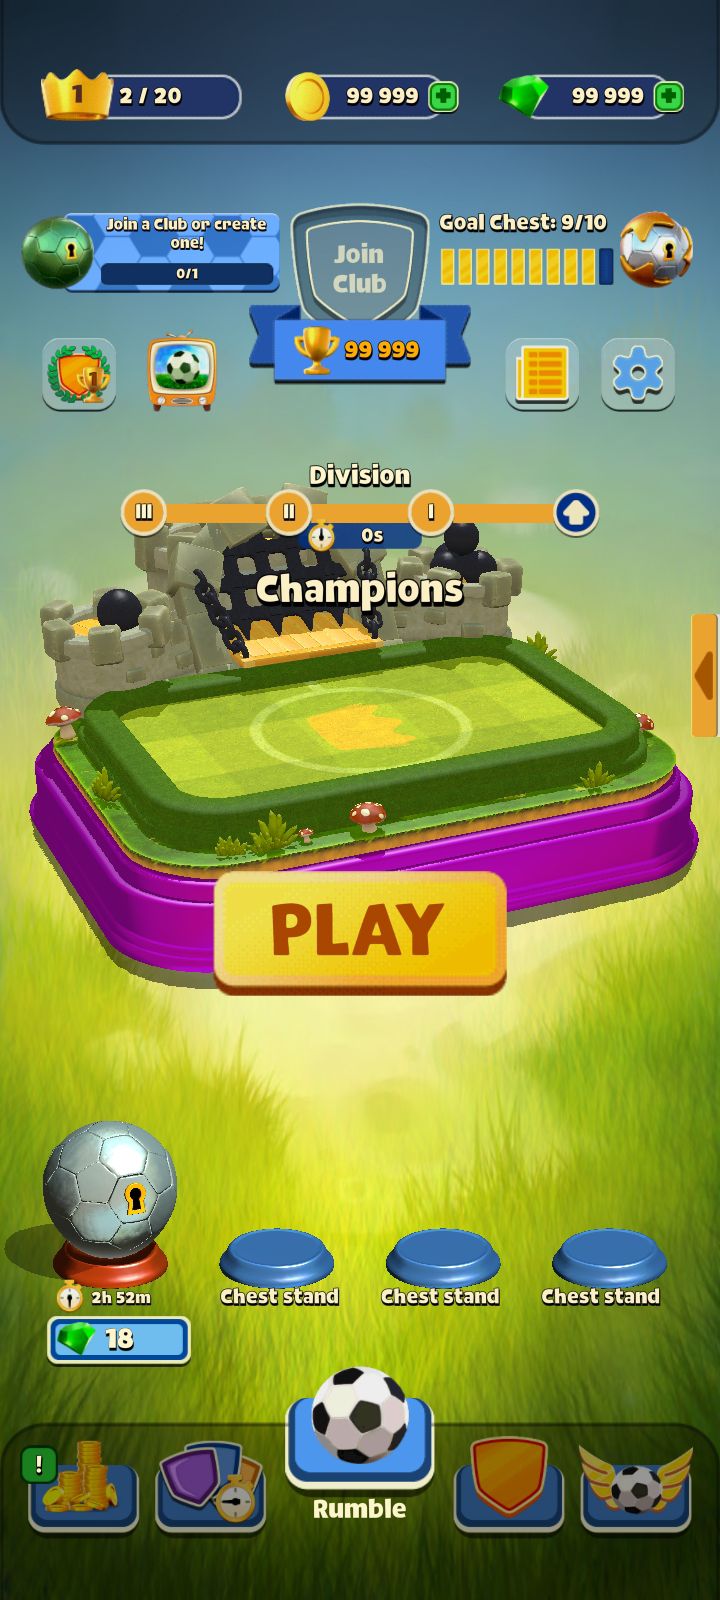 1
2 / 20
99 999
99 999
Join a Club or create
one!
0/1
Join
Club
Goal Chest: 9/10
99 999
1
Division
III
II
I
0s
Champions
PLAY
2h 52m
Chest stand
Chest stand
Chest stand
18
!
Rumble